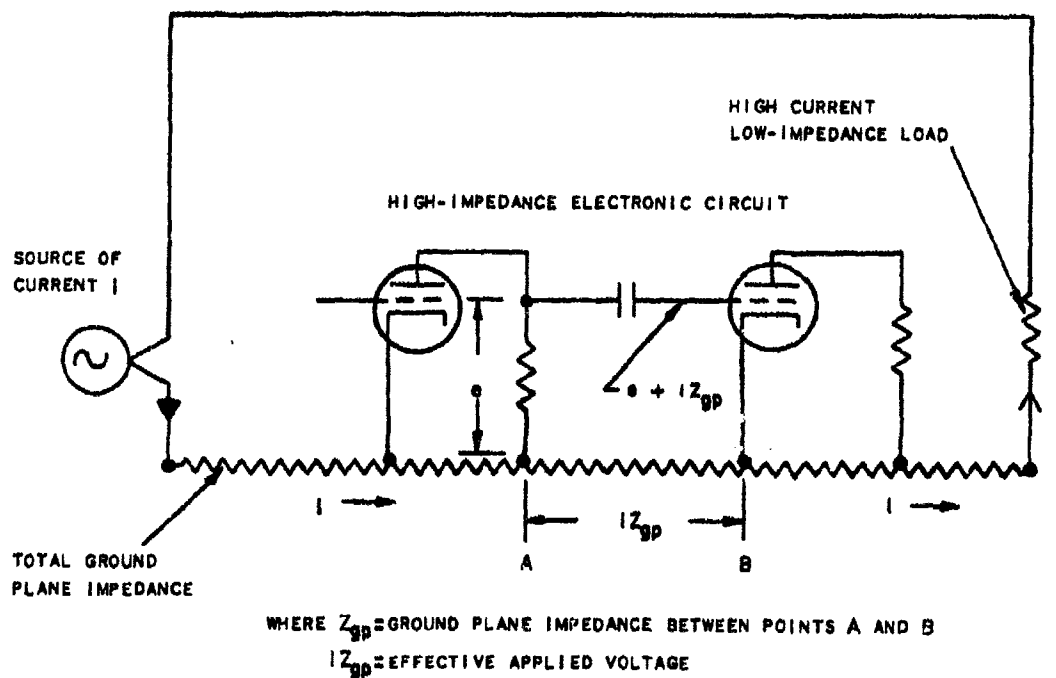 HIGH CURRENT
LOW-IMPEDANCE LOAD
HIGH-IMPEDANCE ELECTRONIC CIRCUIT
SOURCE OF
CURRENT I
e
e + IZgp
I
IZgp
I
A
B
TOTAL GROUND
PLANE IMPEDANCE
WHERE Zgp=GROUND PLANE IMPEDANCE BETWEEN POINTS A AND B
IZgp=EFFECTIVE APPLIED VOLTAGE